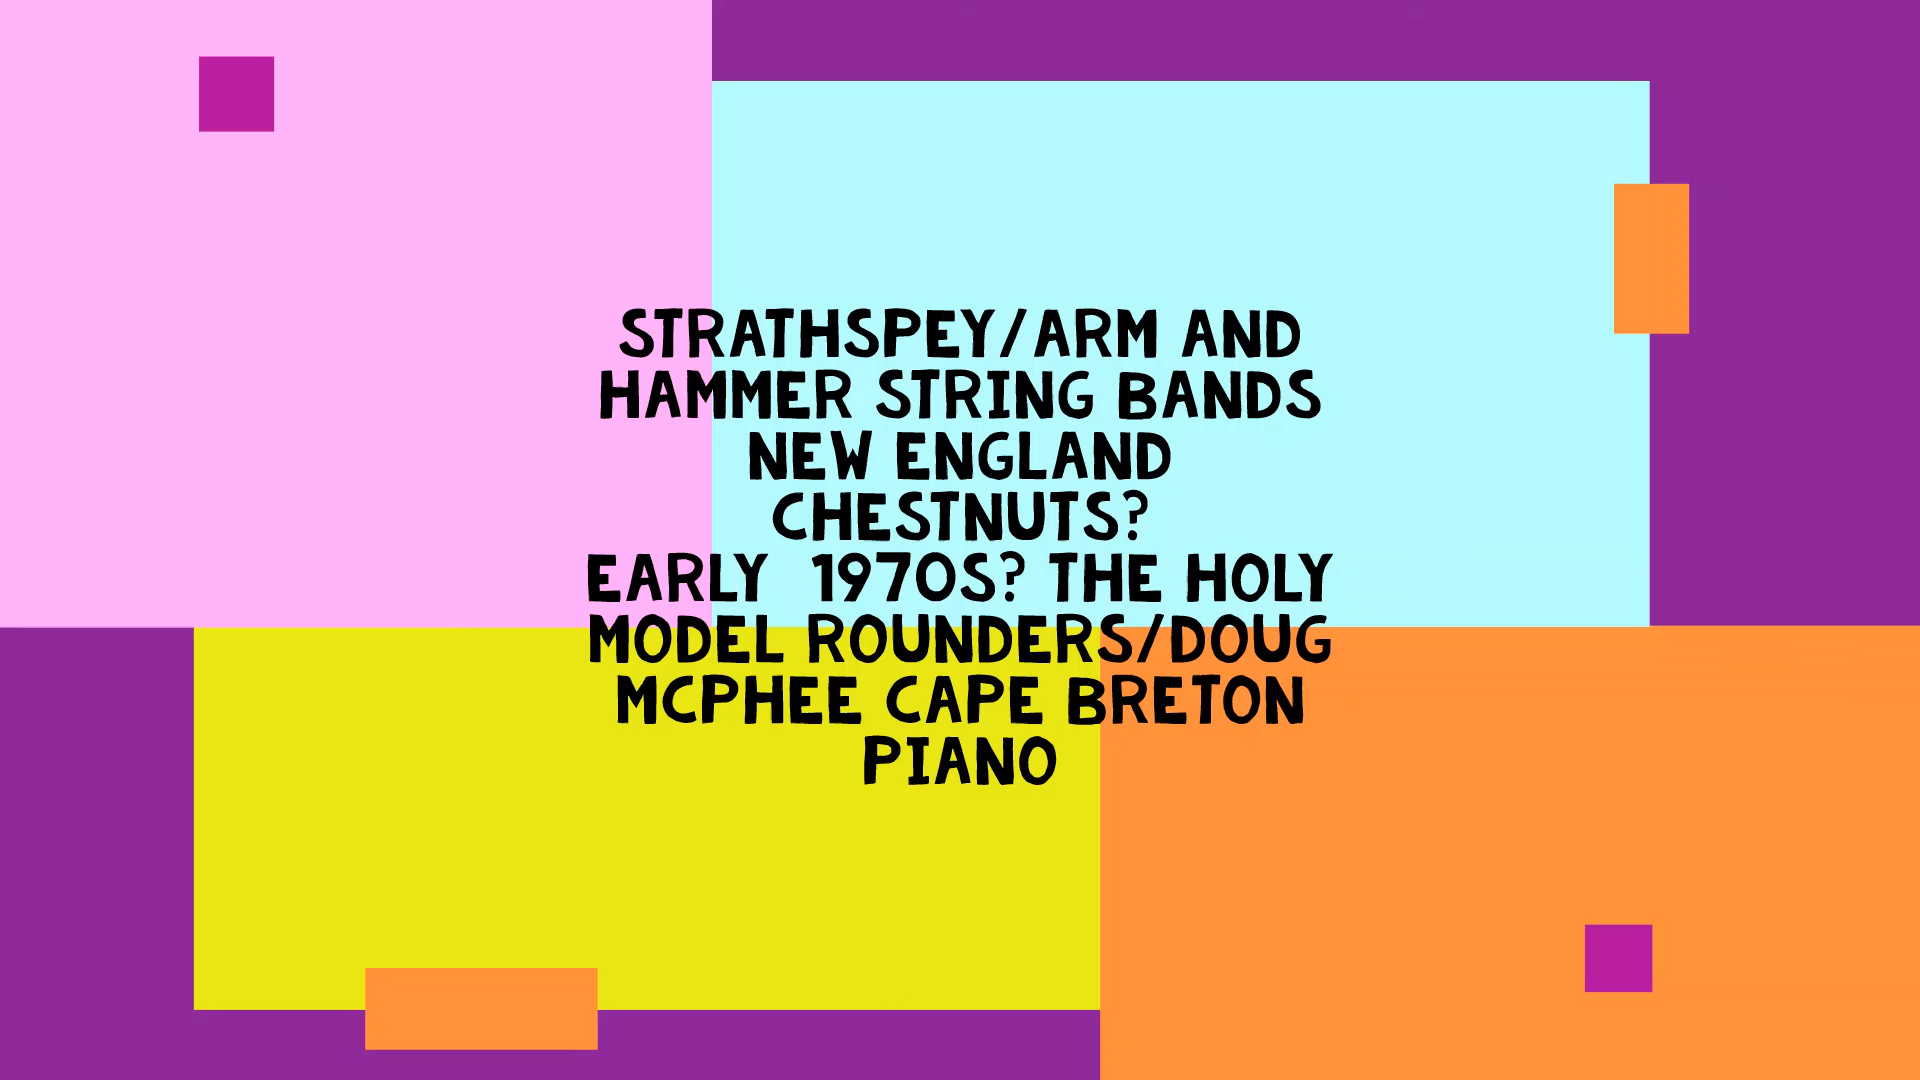 STRATHSPEY/ARM AND
HAMMER STRING BANDS
NEW ENGLAND
CHESTNUTS?
EARLY  1970S? THE HOLY
MODEL ROUNDERS/DOUG
MCPHEE CAPE BRETON
PIANO